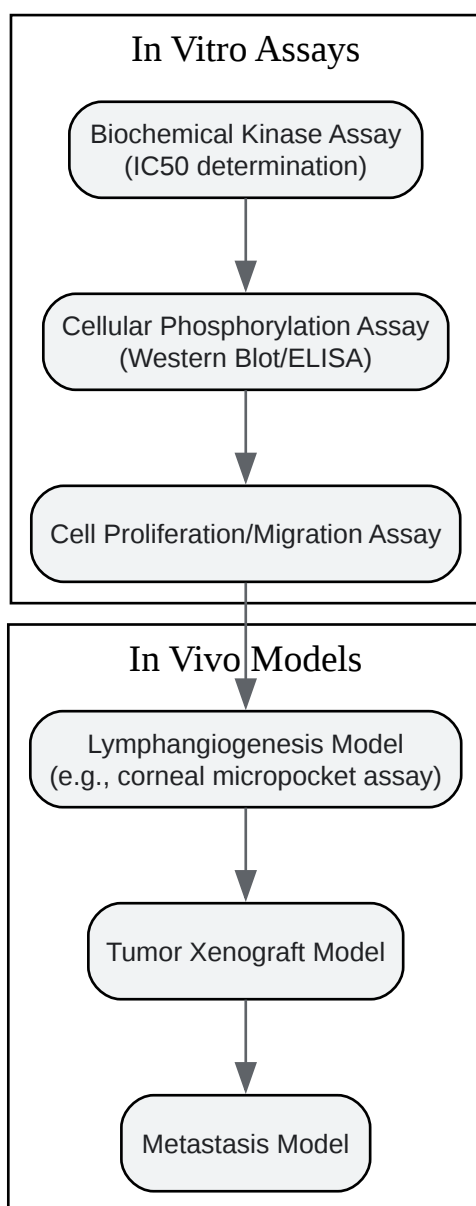 In Vitro Assays
Biochemical Kinase Assay
(IC50 determination)
Cellular Phosphorylation Assay
(Western Blot/ELISA)
Cell Proliferation/Migration Assay
In Vivo Models
Lymphangiogenesis Model
(e.g., corneal micropocket assay)
Tumor Xenograft Model
Metastasis Model